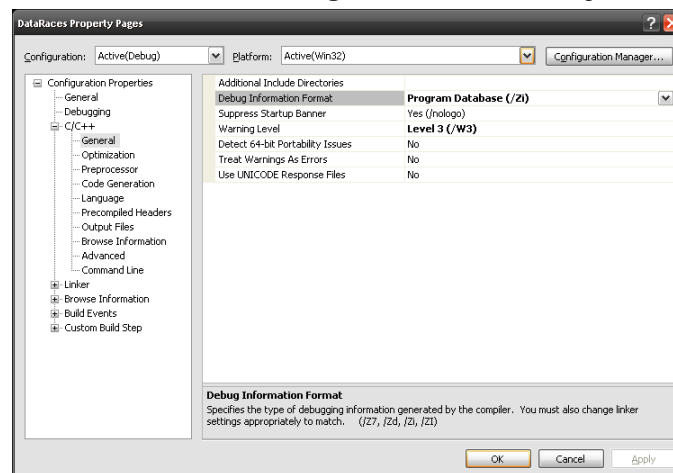 DataRaces Property Pages
Configuration: Active(Debug) Platform: Active(Win32) Configuration Manager...
Configuration Properties
General
Debugging
C/C++
General
Optimization
Preprocessor
Code Generation
Language
Precompiled Headers
Output Files
Browse Information
Advanced
Command Line
Linker
Browse Information
Build Events
Custom Build Step
Additional Include Directories
Debug Information Format Program Database (/Zi)
Suppress Startup Banner Yes (/nologo)
Warning Level Level 3 (/W3)
Detect 64-bit Portability Issues No
Treat Warnings As Errors No
Use UNICODE Response Files No
Debug Information Format
Specifies the type of debugging information generated by the compiler. You must also change linker
settings appropriately to match. (/Z7, /Zd, /Zi, /ZI)
OK Cancel Apply